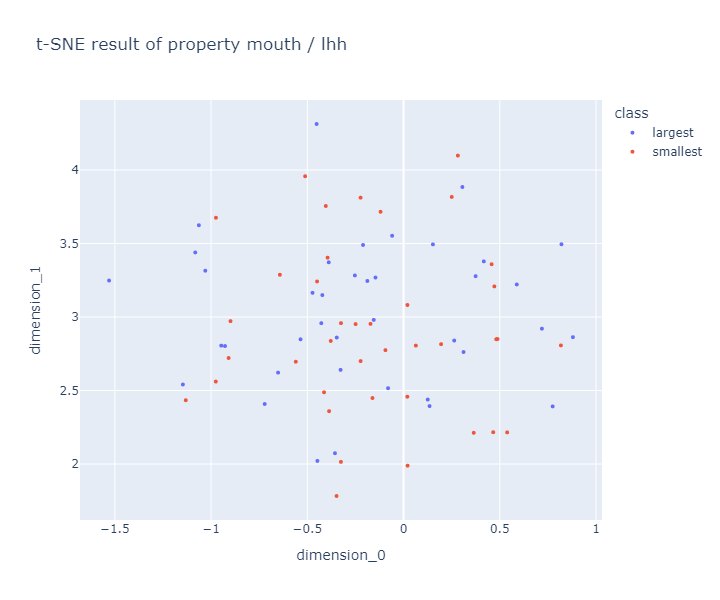 t-SNE result of property mouth / lhh
class
largest
smallest
4
3.5
3
2.5
2
dimension_1
−1.5
−1
−0.5
0
0.5
1
dimension_0